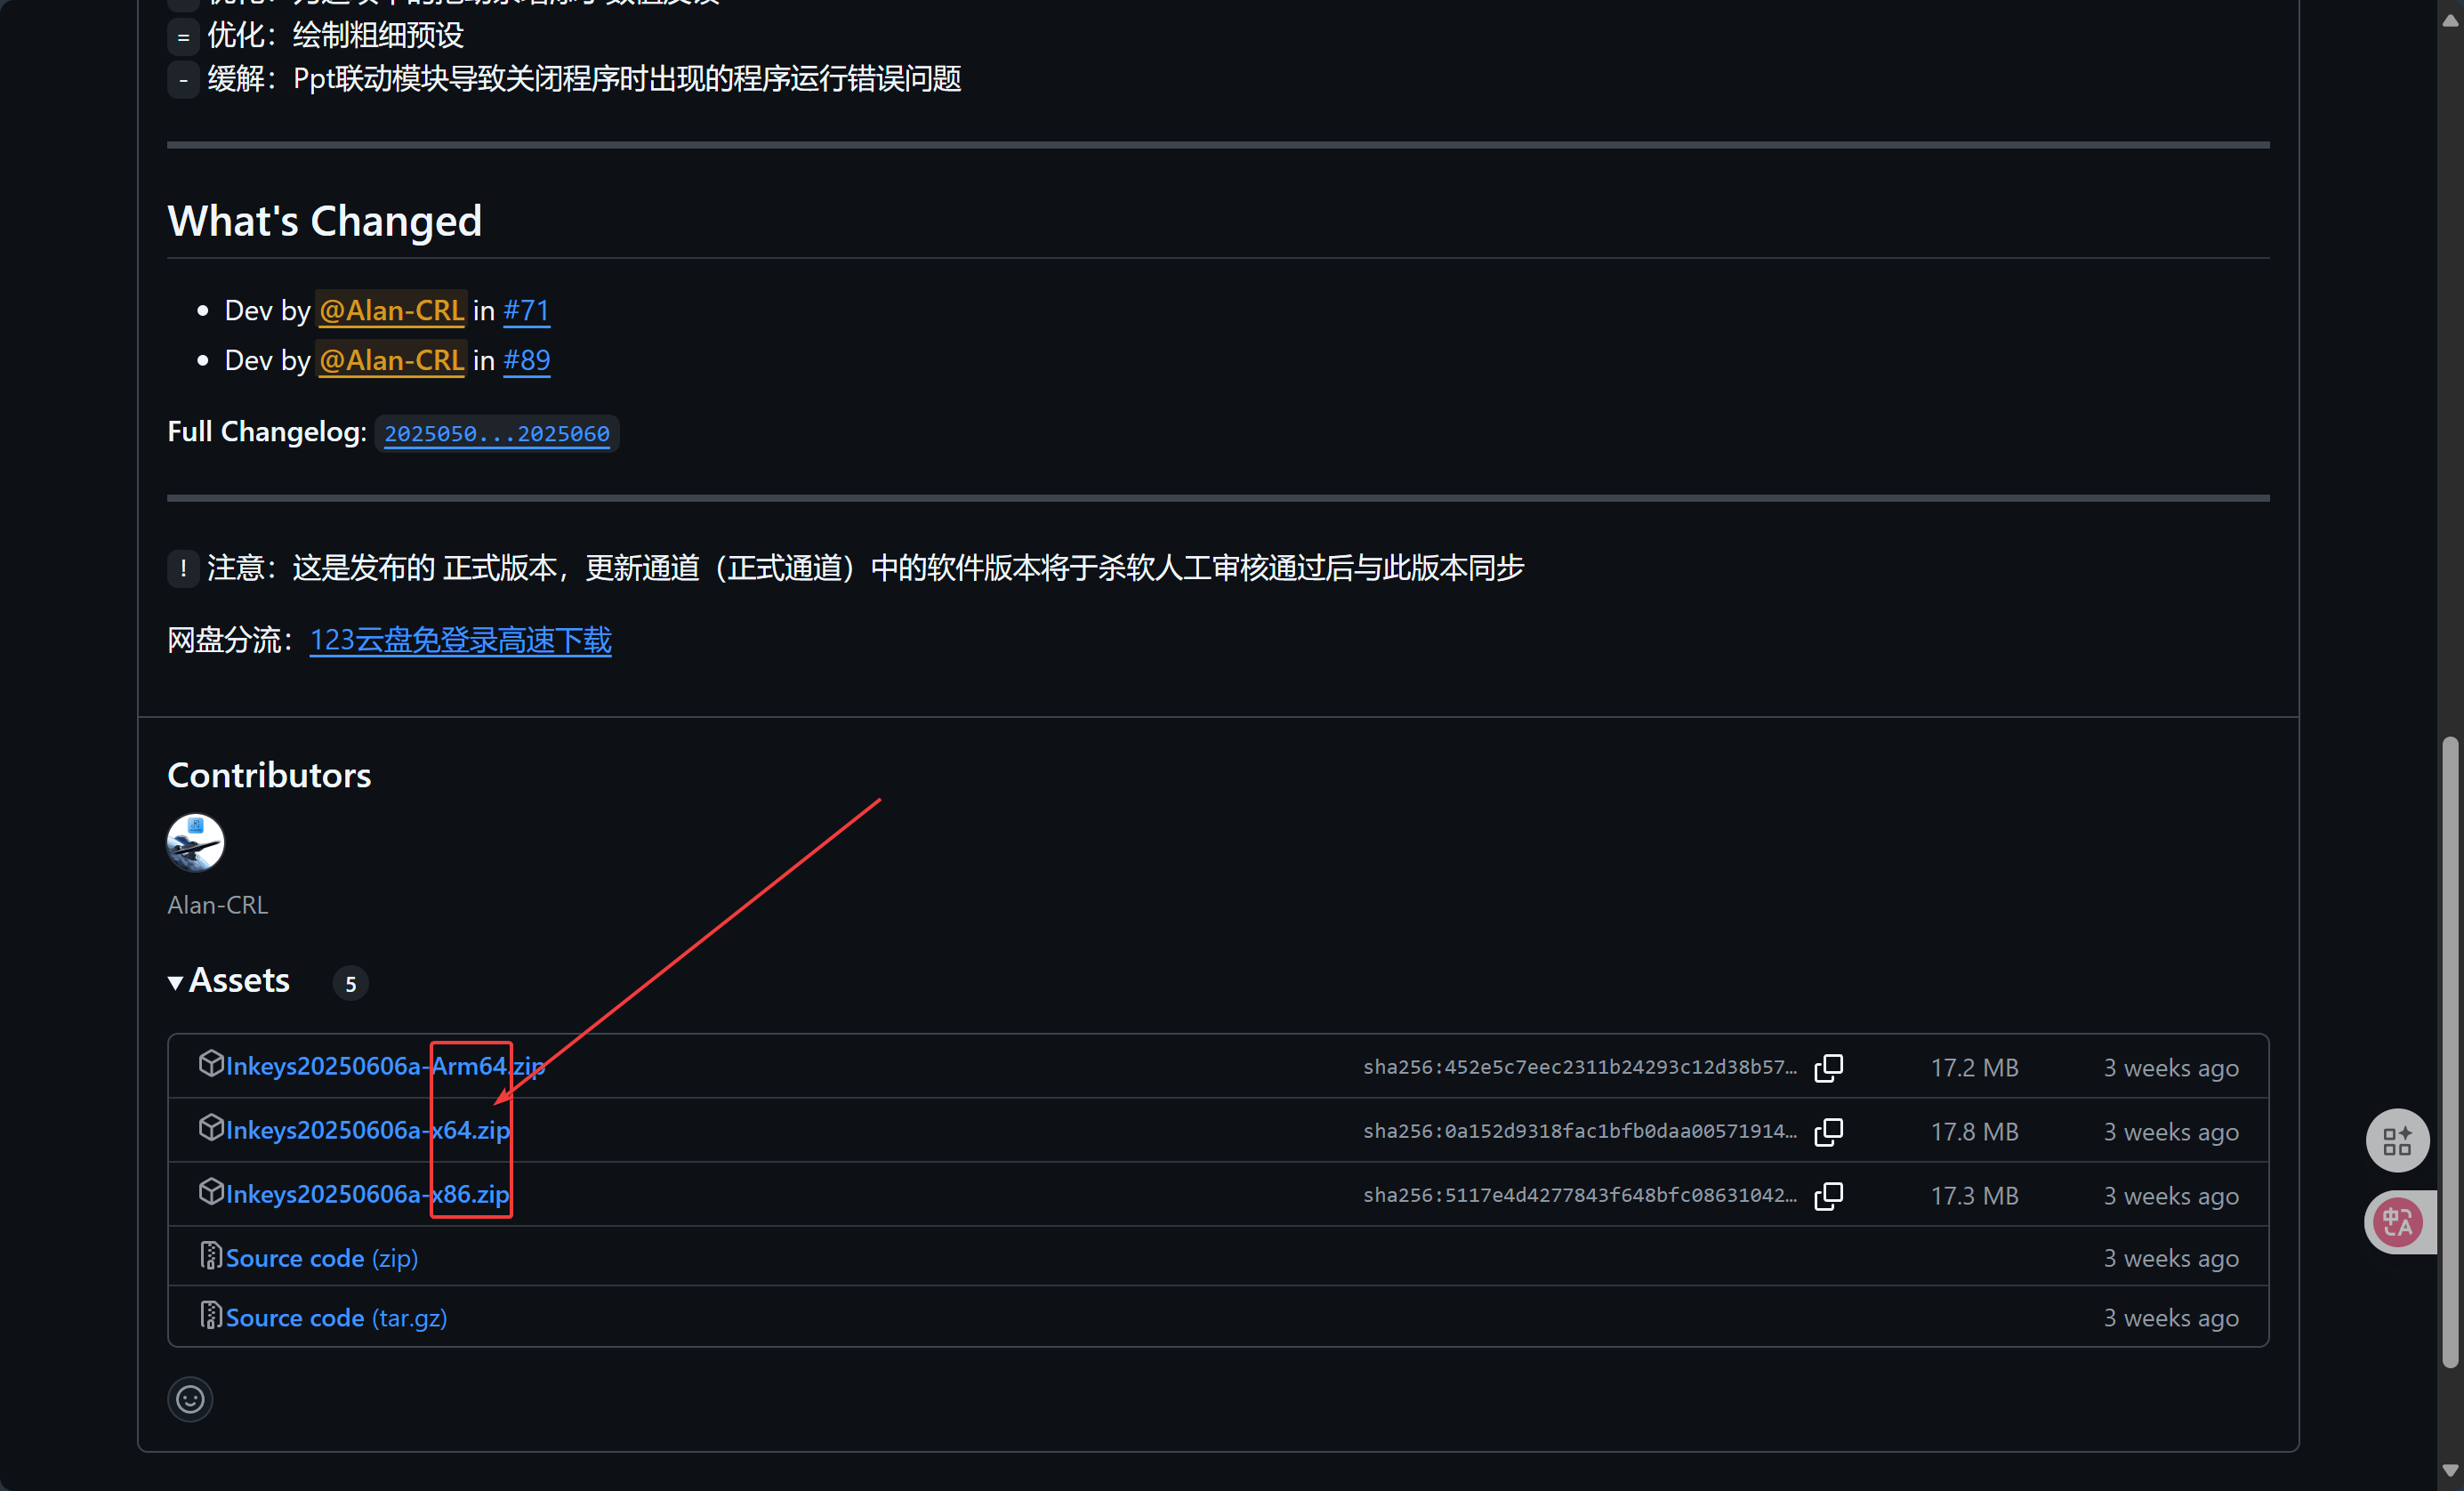 = 优化：绘制粗细预设
- 缓解：Ppt联动模块导致关闭程序时出现的程序运行错误问题
What's Changed
Dev by @Alan-CRL in #71
Dev by @Alan-CRL in #89
Full Changelog: 2025050...2025060
! 注意：这是发布的 正式版本，更新通道（正式通道）中的软件版本将于杀软人工审核通过后与此版本同步
网盘分流：123云盘免登录高速下载
Contributors
Alan-CRL
Assets 5
Inkeys20250606a-Arm64.zip sha256:452e5c7eec2311b24293c12d38b57... 17.2 MB 3 weeks ago
Inkeys20250606a-x64.zip sha256:0a152d9318fac1bfb0daa00571914... 17.8 MB 3 weeks ago
Inkeys20250606a-x86.zip sha256:5117e4d4277843f648bfc08631042... 17.3 MB 3 weeks ago
Source code (zip) 3 weeks ago
Source code (tar.gz) 3 weeks ago